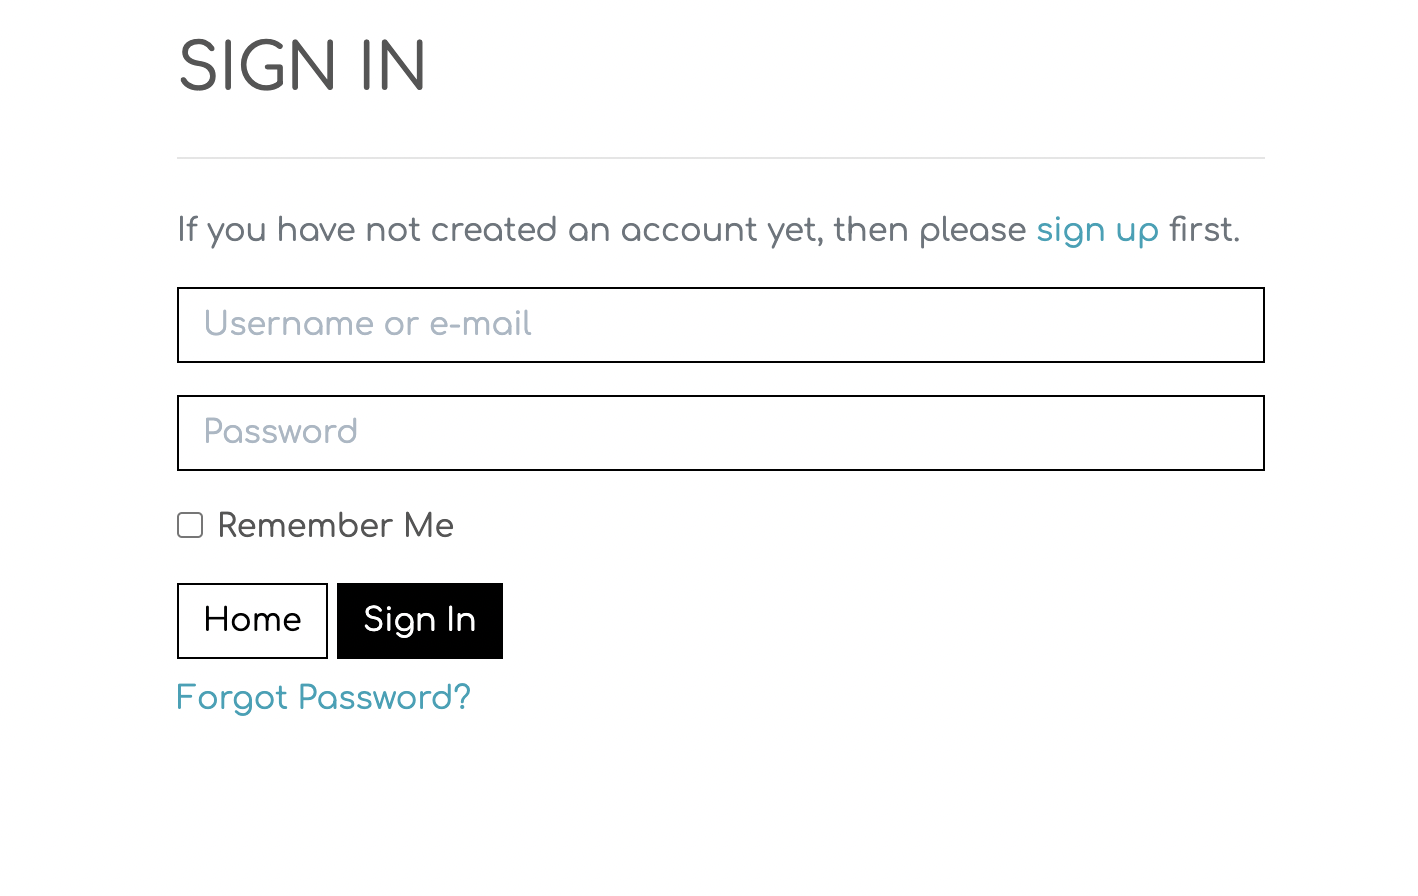 SIGN IN
If you have not created an account yet, then please sign up first.
Username or e-mail
Password
Remember Me
Home Sign In
Forgot Password?